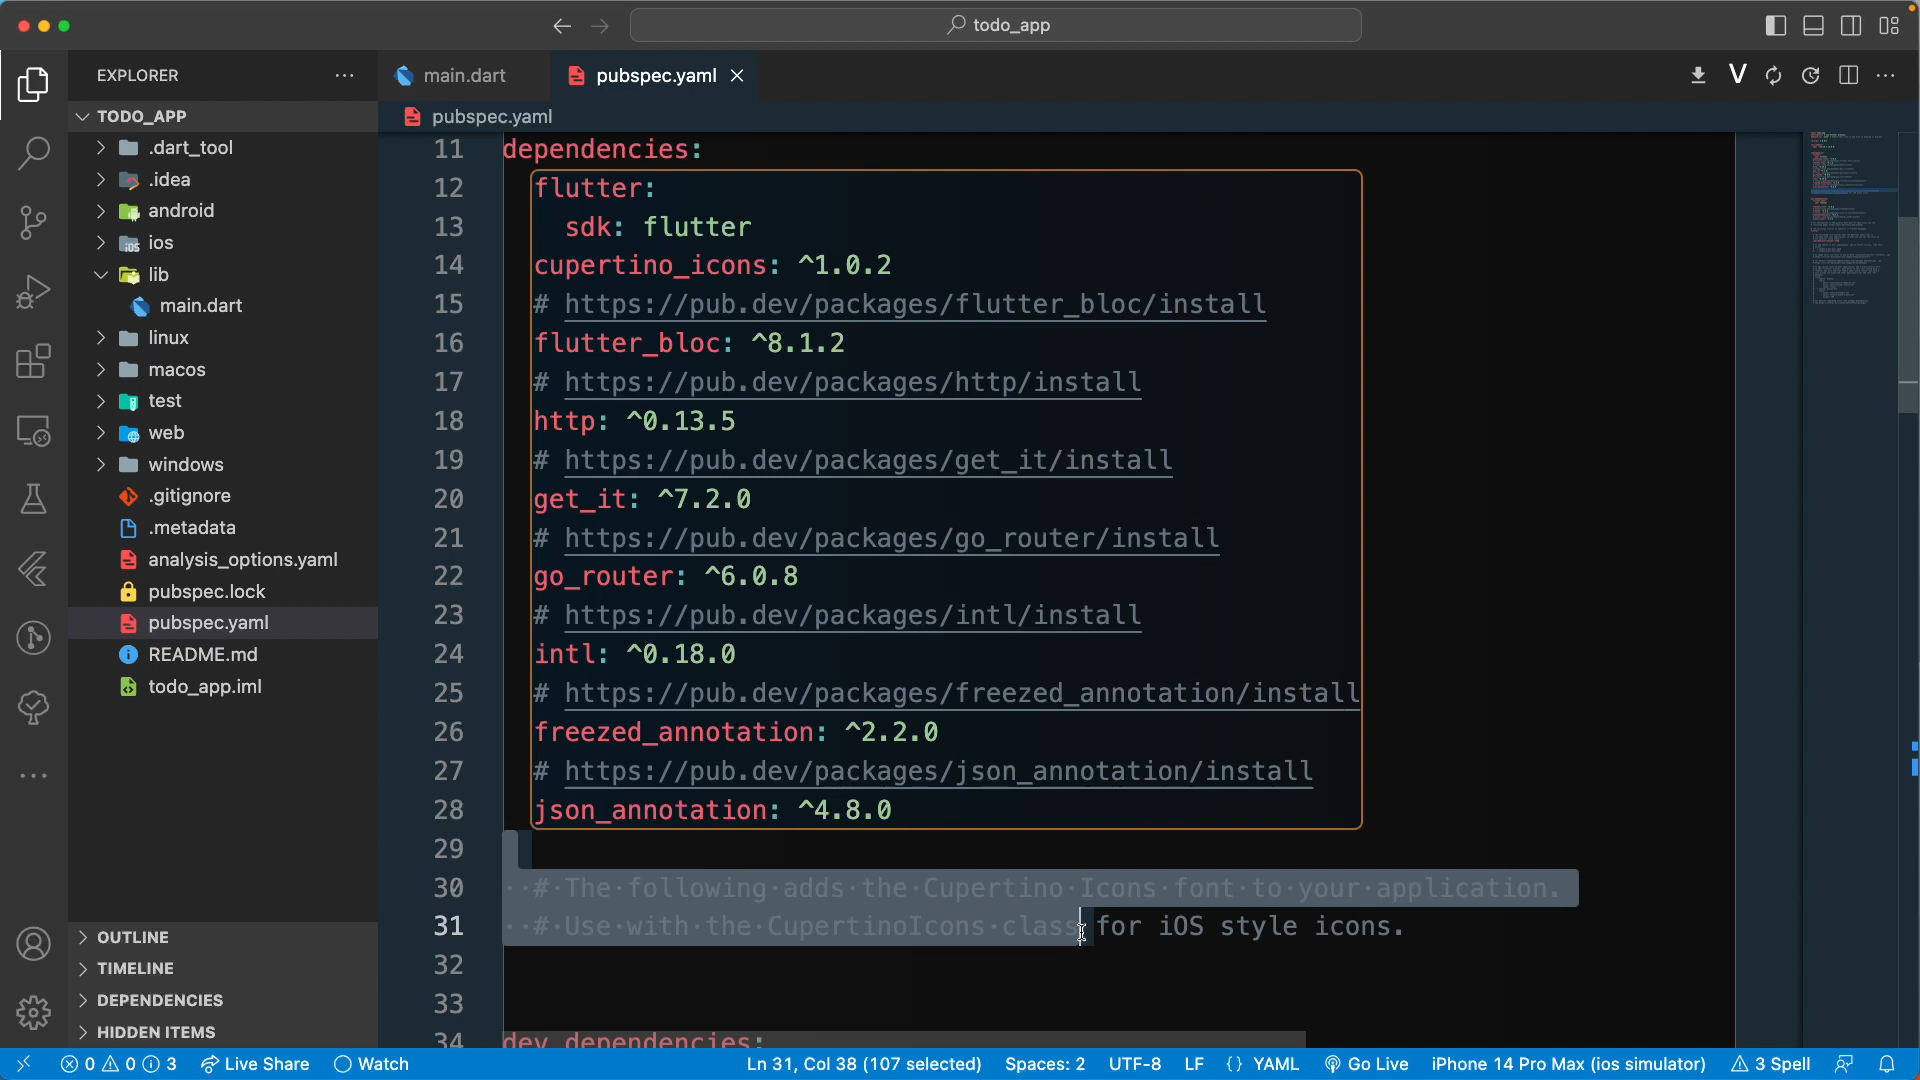 todo_app
EXPLORER
main.dart
pubspec.yaml
TODO_APP
.dart_tool
.idea
android
ios
lib
main.dart
linux
macos
test
web
windows
.gitignore
.metadata
analysis_options.yaml
pubspec.lock
pubspec.yaml
README.md
todo_app.iml
OUTLINE
TIMELINE
DEPENDENCIES
HIDDEN ITEMS
pubspec.yaml
11 dependencies:
12 flutter:
13 sdk: flutter
14 cupertino_icons: ^1.0.2
15 # https://pub.dev/packages/flutter_bloc/install
16 flutter_bloc: ^8.1.2
17 # https://pub.dev/packages/http/install
18 http: ^0.13.5
19 # https://pub.dev/packages/get_it/install
20 get_it: ^7.2.0
21 # https://pub.dev/packages/go_router/install
22 go_router: ^6.0.8
23 # https://pub.dev/packages/intl/install
24 intl: ^0.18.0
25 # https://pub.dev/packages/freezed_annotation/install
26 freezed_annotation: ^2.2.0
27 # https://pub.dev/packages/json_annotation/install
28 json_annotation: ^4.8.0
29
30 ··#·The·following·adds·the·Cupertino·Icons·font·to·your·application.
31 ··#·Use·with·the·CupertinoIcons·class for iOS style icons.
32
33
34 dev_dependencies:
0 0 3 Live Share Watch Ln 31, Col 38 (107 selected) Spaces: 2 UTF-8 LF {} YAML Go Live iPhone 14 Pro Max (ios simulator) 3 Spell